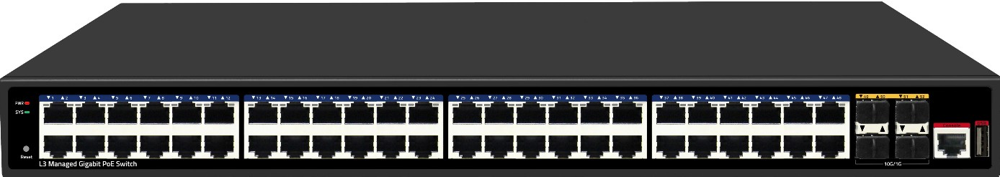 ▼1 ▲2 ▼3 ▲4 ▼5 ▲6 ▼7 ▲8 ▼9 ▲10 ▼11 ▲12 ▼13 ▲14 ▼15 ▲16 ▼17 ▲18 ▼19 ▲20 ▼21 ▲22 ▼23 ▲24 ▼25 ▲26 ▼27 ▲28 ▼29 ▲30 ▼31 ▲32 ▼33 ▲34 ▼35 ▲36 ▼37 ▲38 ▼39 ▲40 ▼41 ▲42 ▼43 ▲44 ▼45 ▲46 ▼47 ▲48 ▼49 ▲50 ▼51 ▲52
PWR
SYS
Console
USB
Reset
L3 Managed Gigabit PoE Switch
10G/1G